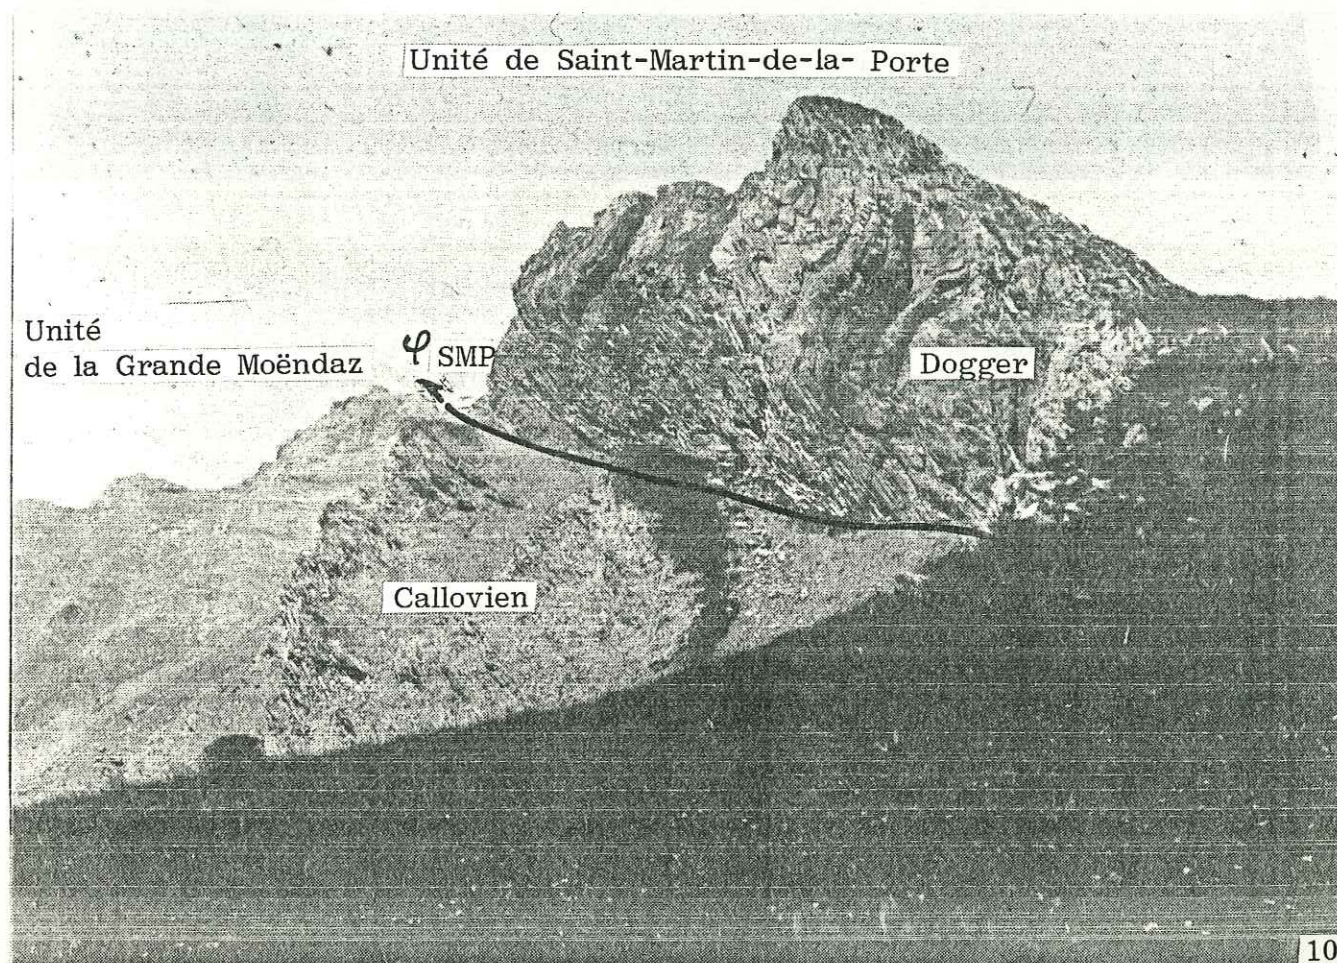 Unité de Saint-Martin-de-la- Porte
Unité
de la Grande Moëndaz
φ SMP
Dogger
Callovien
10